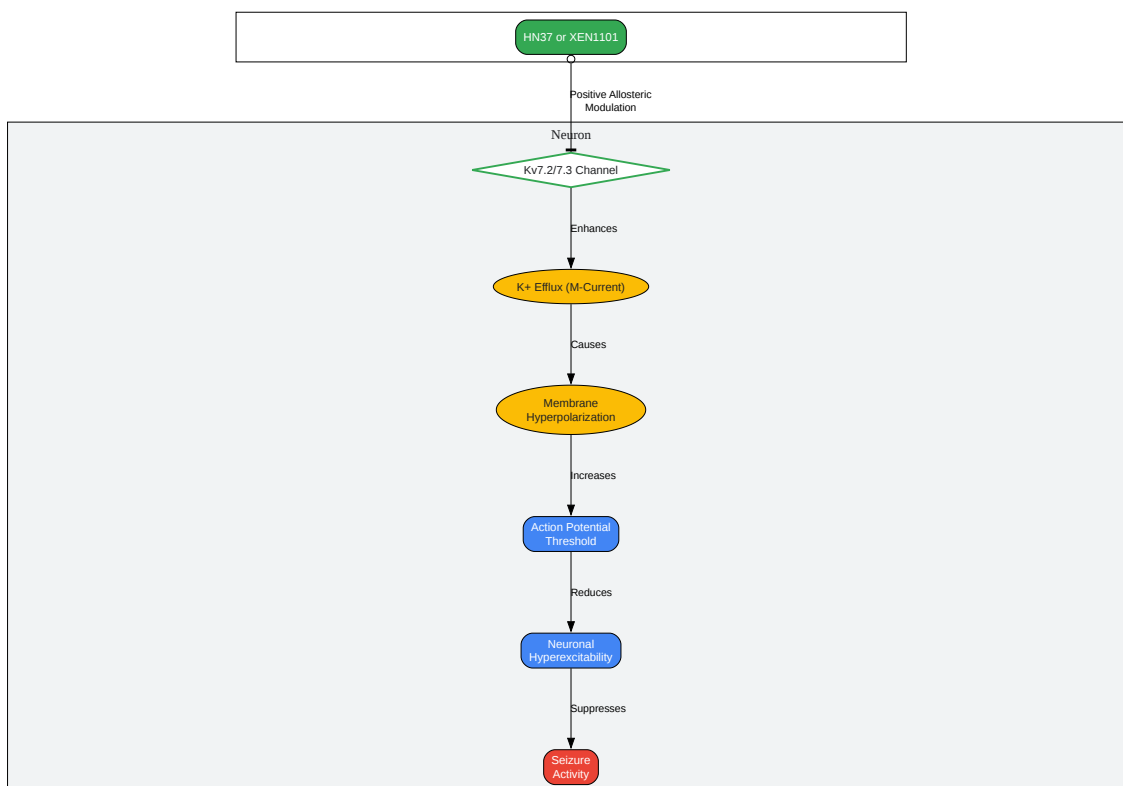 HN37 or XEN1101
Positive Allosteric
Modulation
Neuron
Kv7.2/7.3 Channel
Enhances
K+ Efflux (M-Current)
Causes
Membrane
Hyperpolarization
Increases
Action Potential
Threshold
Reduces
Neuronal
Hyperexcitability
Suppresses
Seizure
Activity